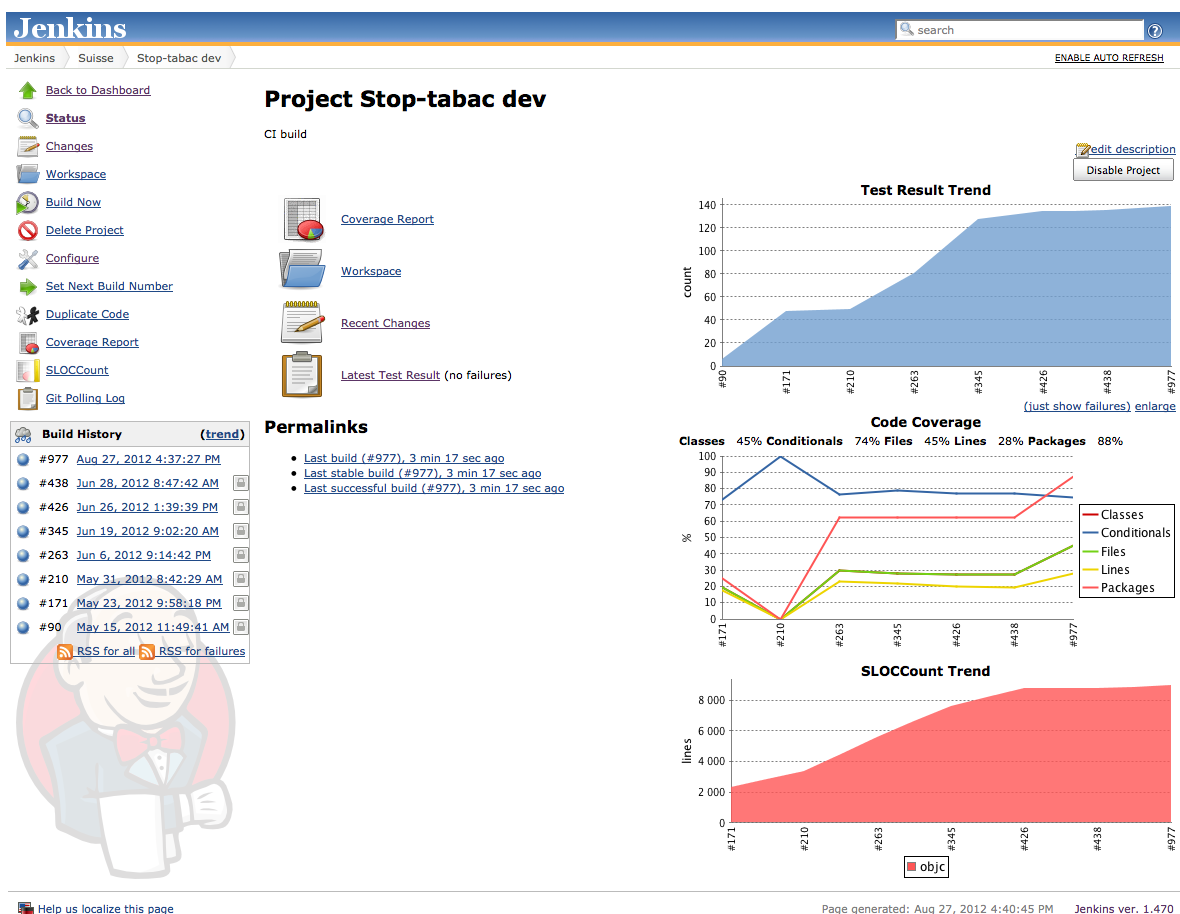 Jenkins
search
Jenkins Suisse Stop-tabac dev
ENABLE AUTO REFRESH
Back to Dashboard
Status
Changes
Workspace
Build Now
Delete Project
Configure
Set Next Build Number
Duplicate Code
Coverage Report
SLOCCount
Git Polling Log
Build History (trend)
#977 Aug 27, 2012 4:37:27 PM
#438 Jun 28, 2012 8:47:42 AM
#426 Jun 26, 2012 1:39:39 PM
#345 Jun 19, 2012 9:02:20 AM
#263 Jun 6, 2012 9:14:42 PM
#210 May 31, 2012 8:42:29 AM
#171 May 23, 2012 9:58:18 PM
#90 May 15, 2012 11:49:41 AM
RSS for all RSS for failures
Project Stop-tabac dev
CI build
edit description
Disable Project
Coverage Report
Workspace
Recent Changes
Latest Test Result (no failures)
Permalinks
Last build (#977), 3 min 17 sec ago
Last stable build (#977), 3 min 17 sec ago
Last successful build (#977), 3 min 17 sec ago
Test Result Trend
count
140
120
100
80
60
40
20
0
#90 #171 #210 #263 #345 #426 #438 #977
(just show failures) enlarge
Code Coverage
Classes 45% Conditionals 74% Files 45% Lines 28% Packages 88%
%
100
90
80
70
60
50
40
30
20
10
0
#171 #210 #263 #345 #426 #438 #977
Classes
Conditionals
Files
Lines
Packages
SLOCCount Trend
lines
8 000
6 000
4 000
2 000
0
#171 #210 #263 #345 #426 #438 #977
objc
Help us localize this page
Page generated: Aug 27, 2012 4:40:45 PM Jenkins ver. 1.470